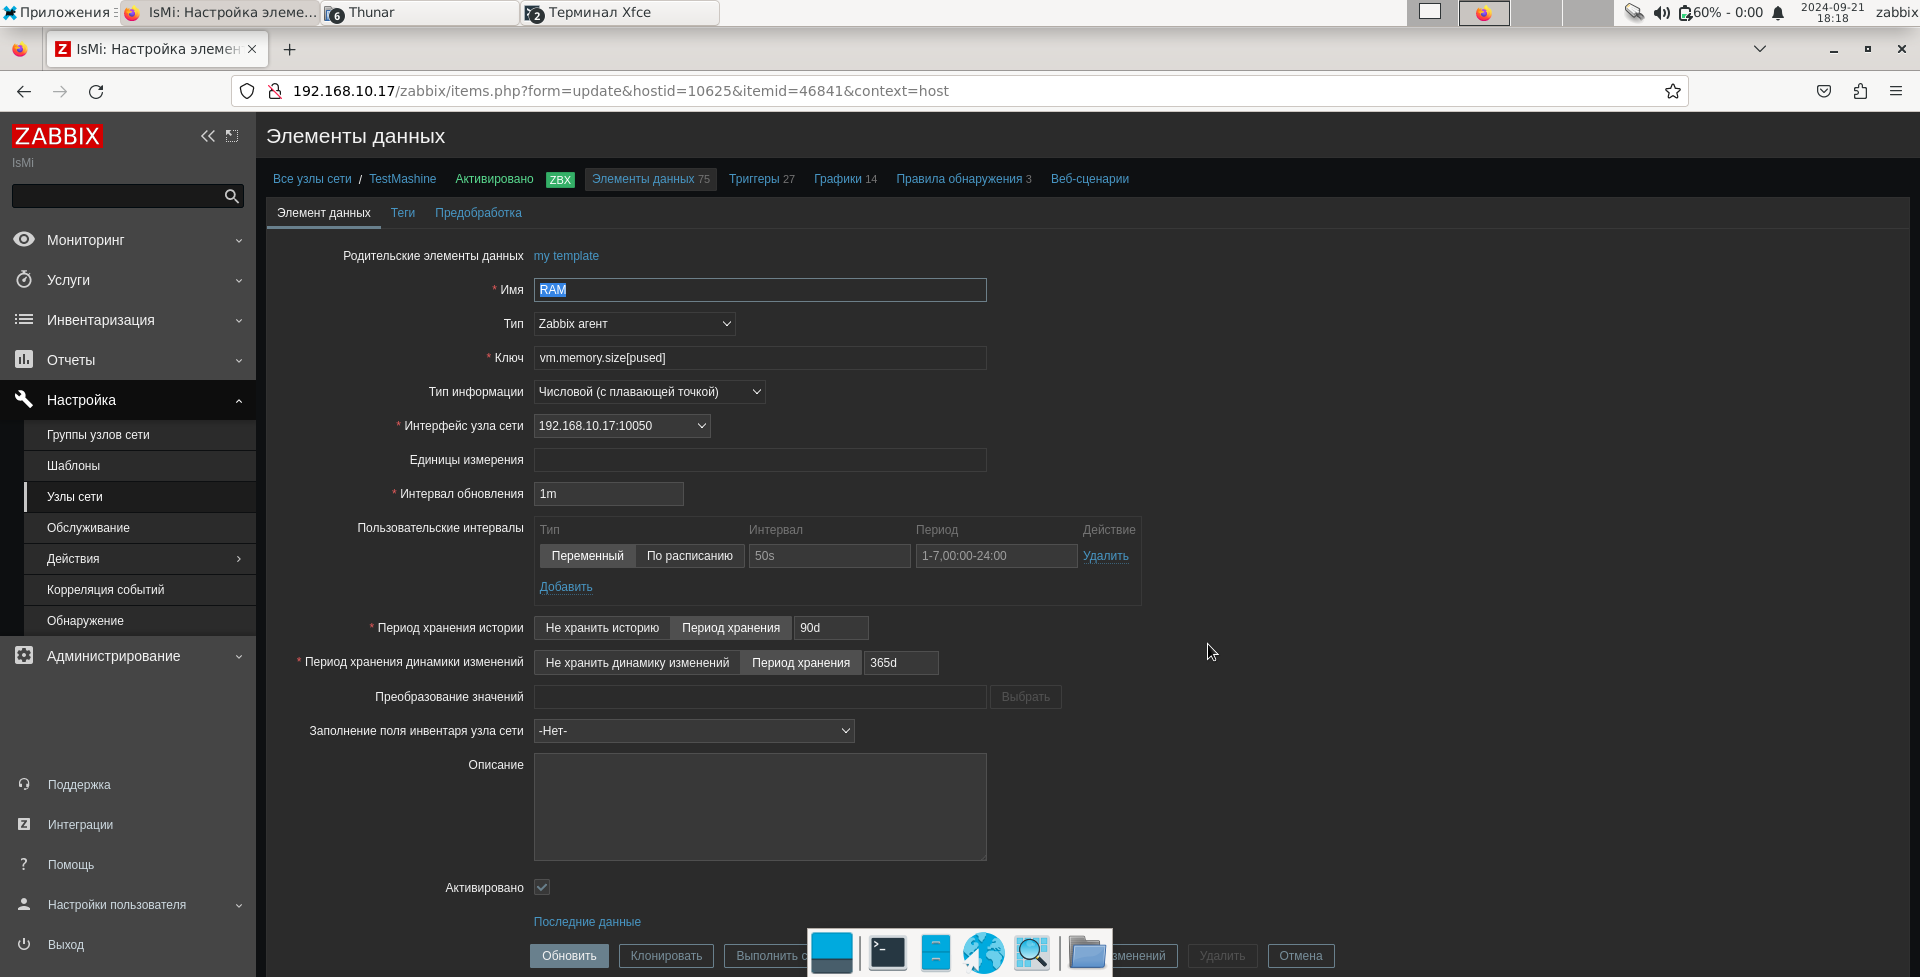 Приложения IsMi: Настройка элеме... 6 Thunar 2 Терминал Xfce 60% - 0:00 2024-09-21 18:18 zabbix
Z IsMi: Настройка элемен
192.168.10.17/zabbix/items.php?form=update&hostid=10625&itemid=46841&context=host
ZABBIX
IsMi
Мониторинг
Услуги
Инвентаризация
Отчеты
Настройка
Группы узлов сети
Шаблоны
Узлы сети
Обслуживание
Действия
Корреляция событий
Обнаружение
Администрирование
Поддержка
Z Интеграции
? Помощь
Настройки пользователя
Выход
Элементы данных
Все узлы сети / TestMashine Активировано ZBX Элементы данных 75 Триггеры 27 Графики 14 Правила обнаружения 3 Веб-сценарии
Элемент данных Теги Предобработка
Родительские элементы данных my template
* Имя RAM
Тип Zabbix агент
* Ключ vm.memory.size[pused]
Тип информации Числовой (с плавающей точкой)
* Интерфейс узла сети 192.168.10.17:10050
Единицы измерения
* Интервал обновления 1m
Пользовательские интервалы Тип Интервал Период Действие
Переменный По расписанию 50s 1-7,00:00-24:00 Удалить
Добавить
* Период хранения истории Не хранить историю Период хранения 90d
* Период хранения динамики изменений Не хранить динамику изменений Период хранения 365d
Преобразование значений Выбрать
Заполнение поля инвентаря узла сети -Нет-
Описание
Активировано
Последние данные
Обновить Клонировать Выполнить с зменений Удалить Отмена